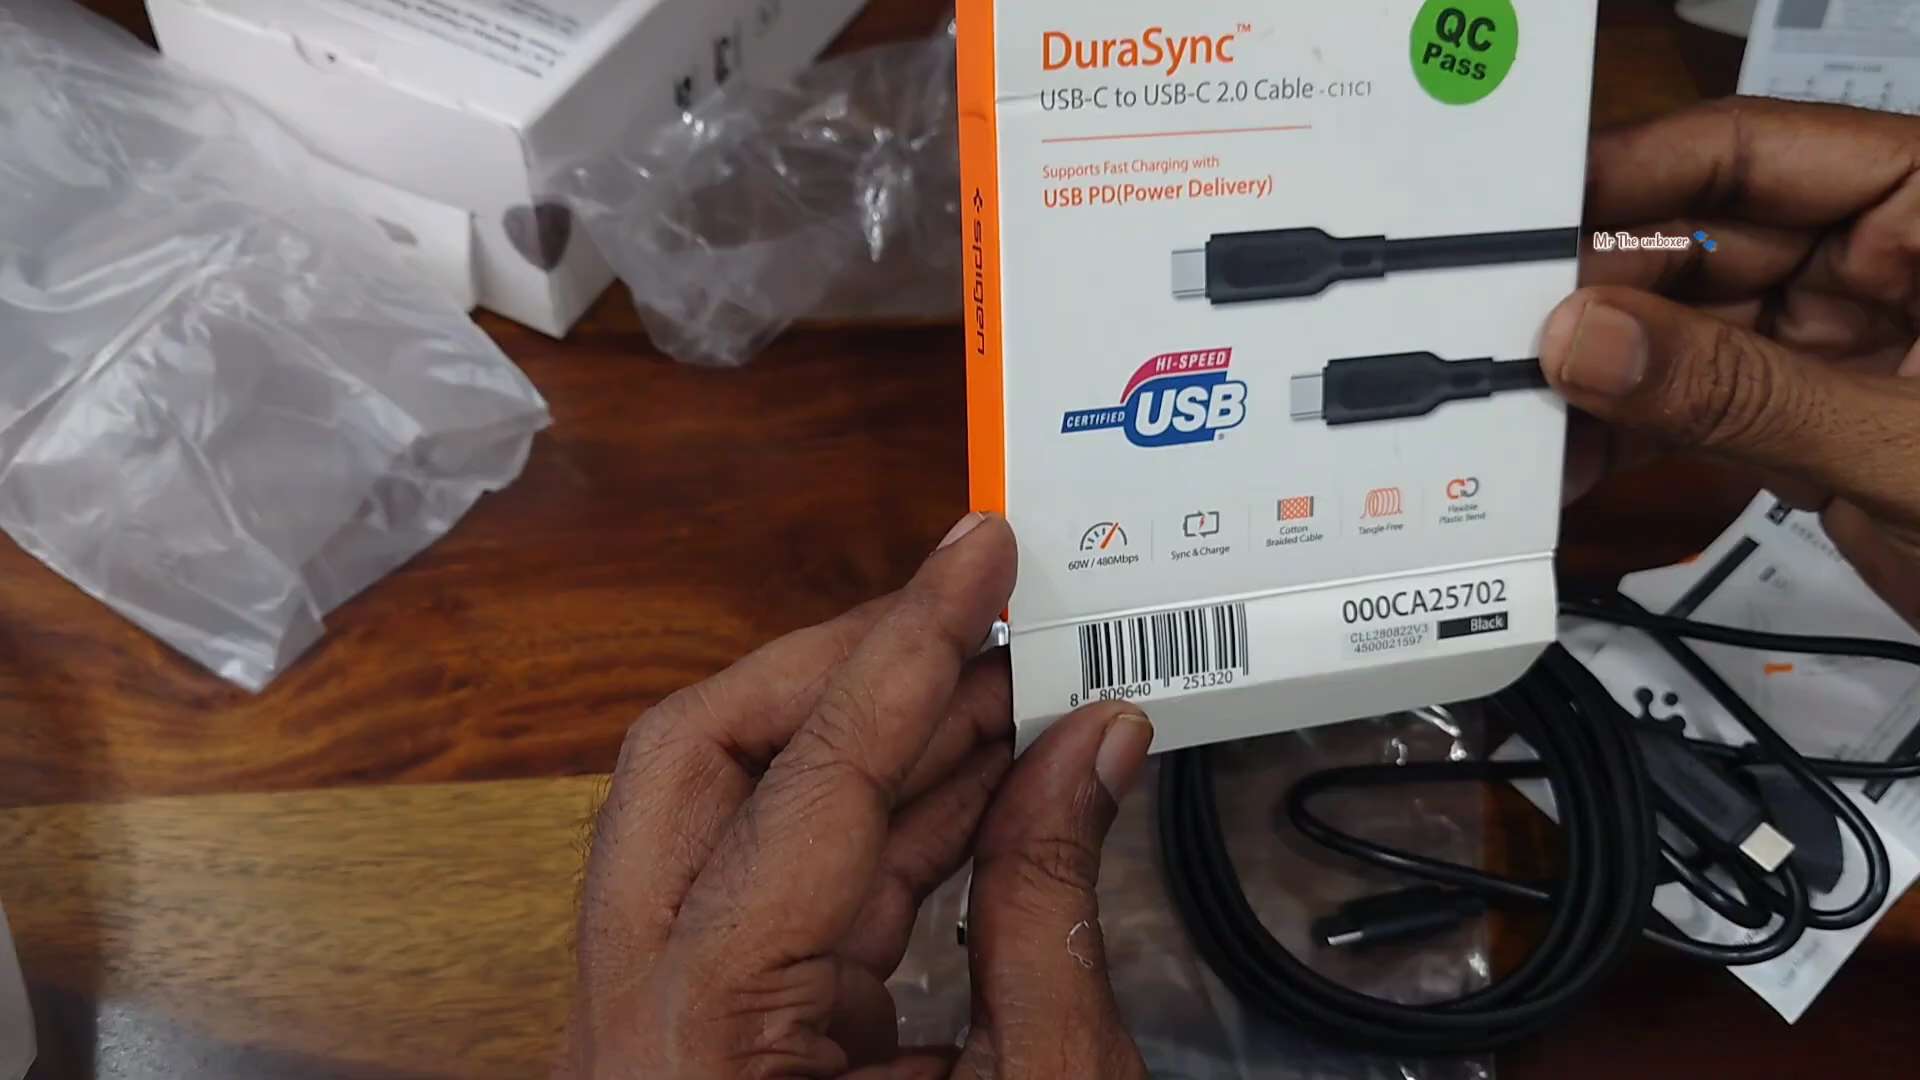 DuraSync™
USB-C to USB-C 2.0 Cable - C11C1
QC
Pass
Supports Fast Charging with
USB PD(Power Delivery)
spigen
Mr The unboxer 🐾
HI-SPEED
CERTIFIED USB®
60W / 480Mbps
Sync & Charge
Cotton
Braided Cable
Tangle-Free
Flexible
Plastic Bend
000CA25702
CLL280822V3
4500021597
Black
8 809640 251320